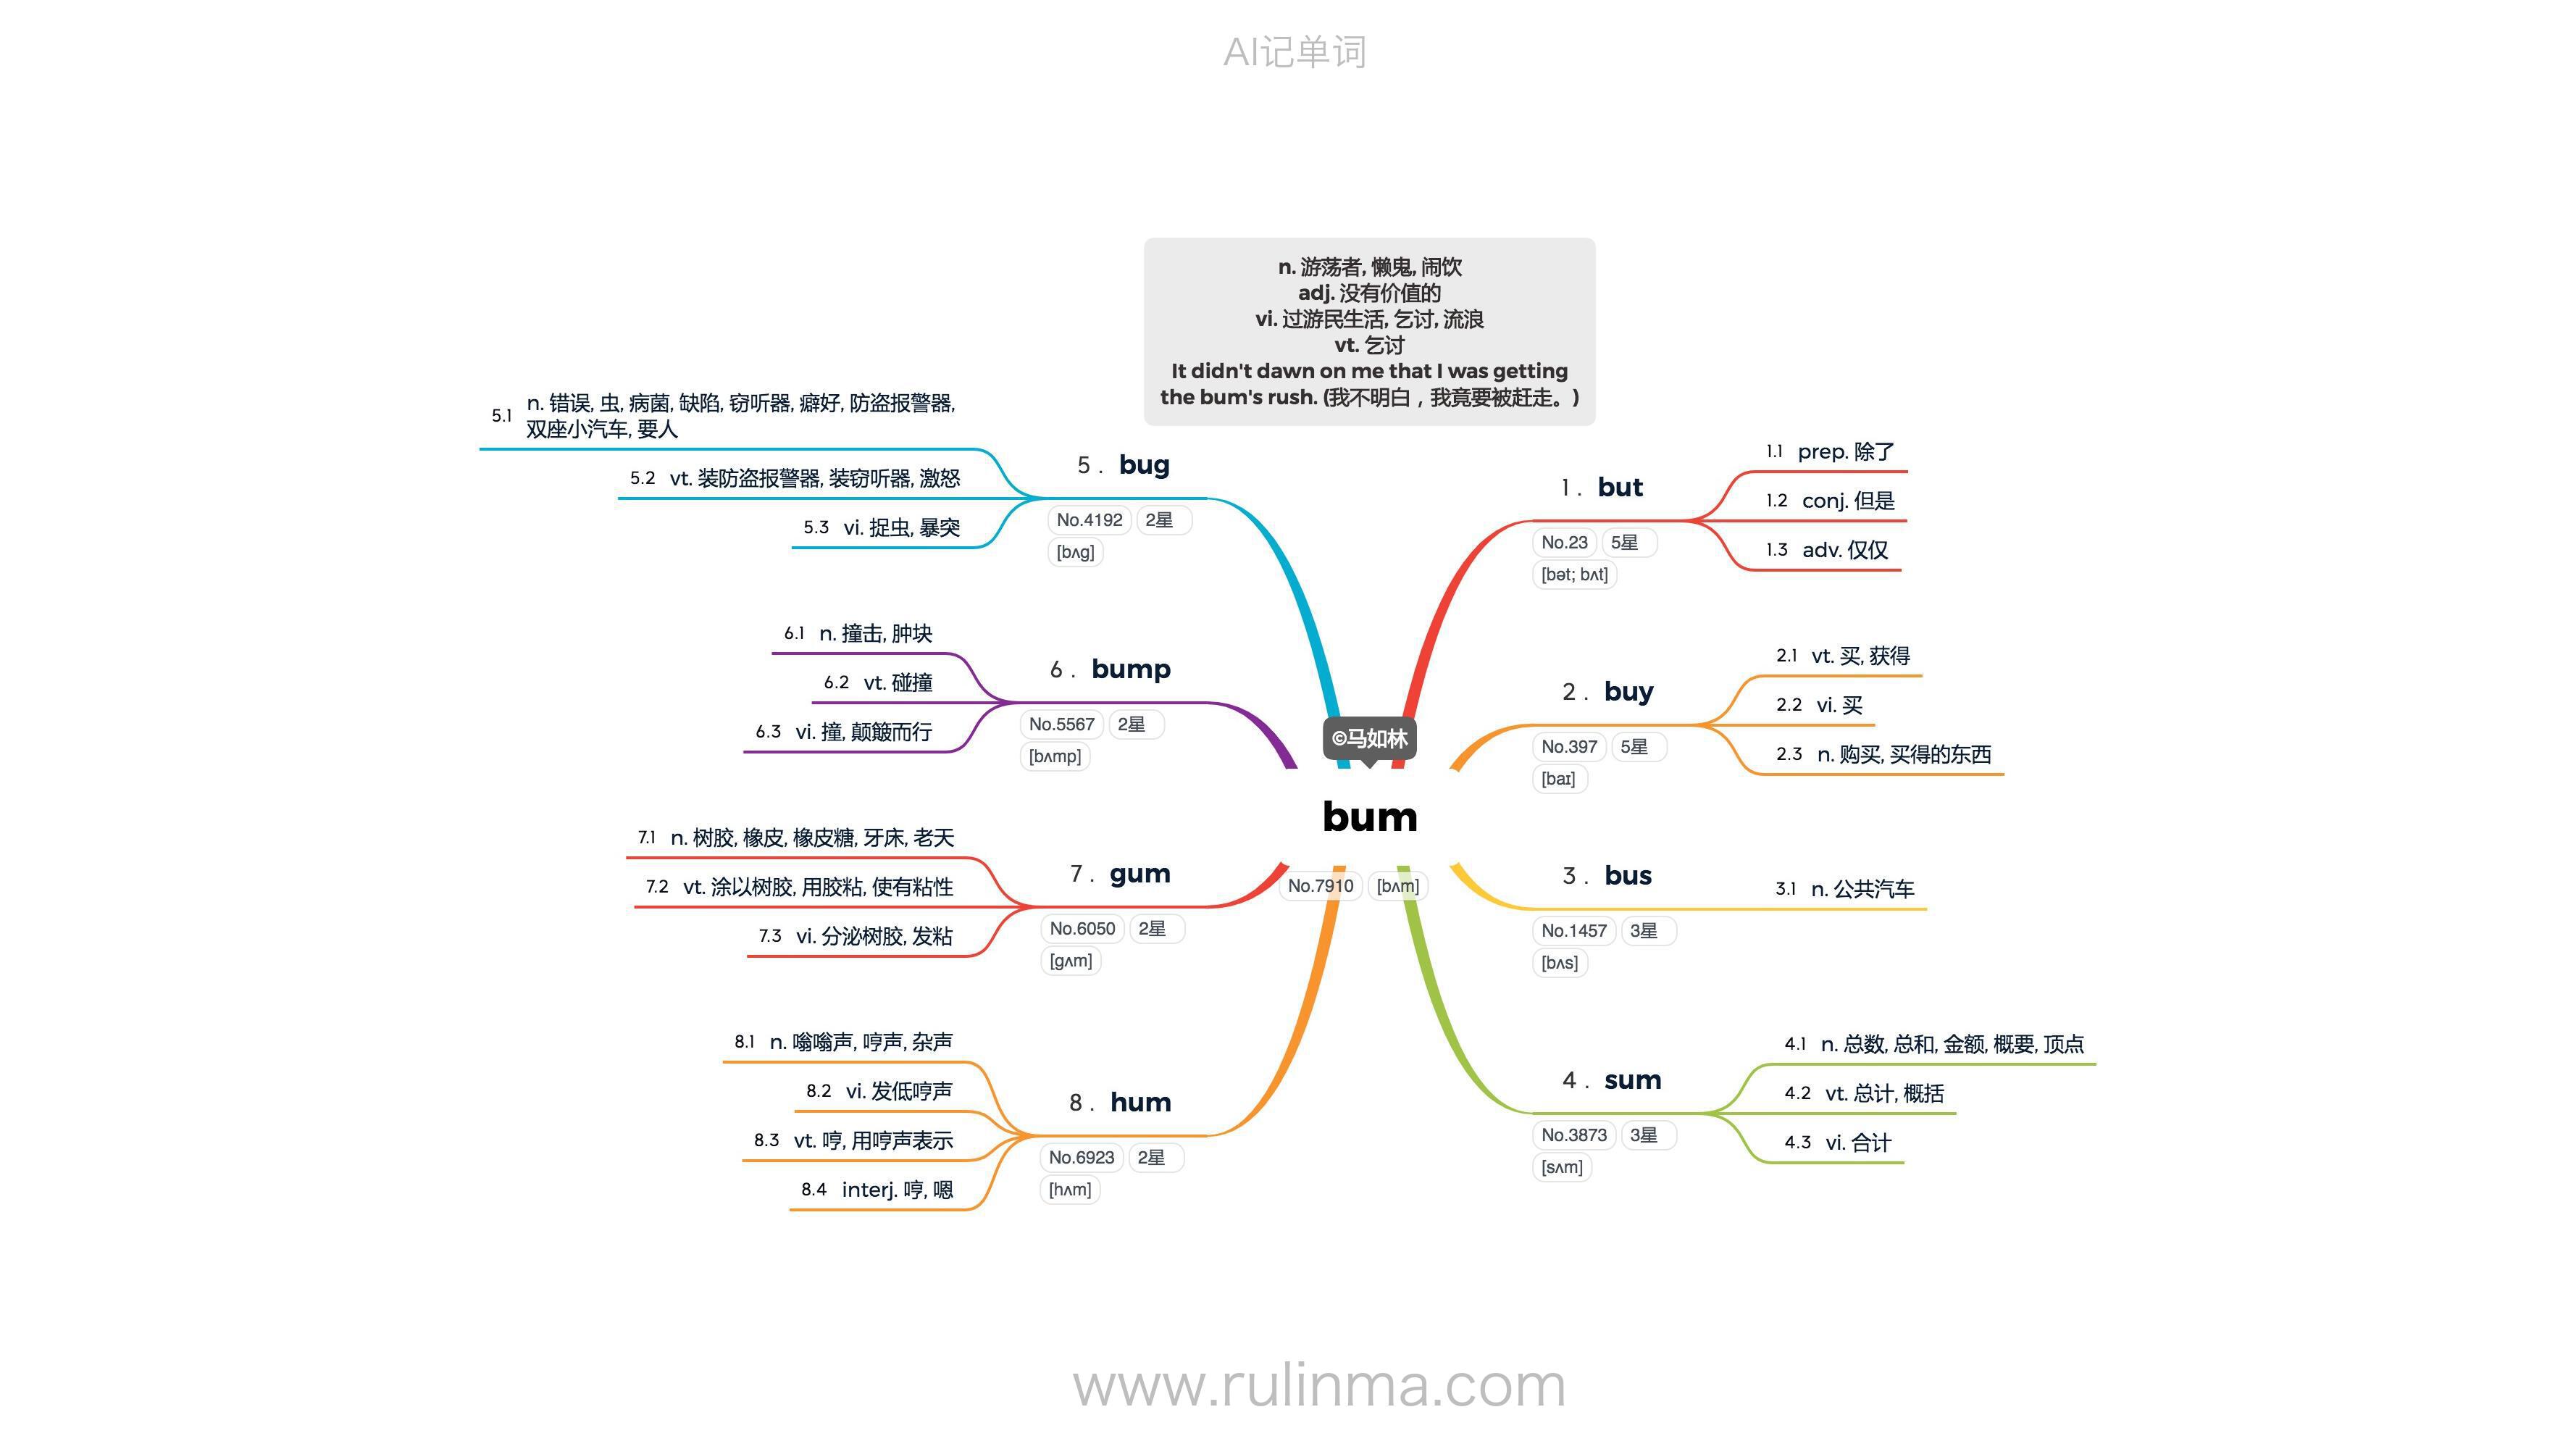 AI记单词
n. 游荡者, 懒鬼, 闹饮
adj. 没有价值的
vi. 过游民生活, 乞讨, 流浪
vt. 乞讨
It didn't dawn on me that I was getting
the bum's rush. (我不明白，我竟要被赶走。)
©马如林
bum
No.7910 [bʌm]
1. but
No.23 5星
[bət; bʌt]
1.1 prep. 除了
1.2 conj. 但是
1.3 adv. 仅仅
2. buy
No.397 5星
[baɪ]
2.1 vt. 买, 获得
2.2 vi. 买
2.3 n. 购买, 买得的东西
3. bus
No.1457 3星
[bʌs]
3.1 n. 公共汽车
4. sum
No.3873 3星
[sʌm]
4.1 n. 总数, 总和, 金额, 概要, 顶点
4.2 vt. 总计, 概括
4.3 vi. 合计
5. bug
No.4192 2星
[bʌg]
5.1 n. 错误, 虫, 病菌, 缺陷, 窃听器, 癖好, 防盗报警器,
双座小汽车, 要人
5.2 vt. 装防盗报警器, 装窃听器, 激怒
5.3 vi. 捉虫, 暴突
6. bump
No.5567 2星
[bʌmp]
6.1 n. 撞击, 肿块
6.2 vt. 碰撞
6.3 vi. 撞, 颠簸而行
7. gum
No.6050 2星
[gʌm]
7.1 n. 树胶, 橡皮, 橡皮糖, 牙床, 老天
7.2 vt. 涂以树胶, 用胶粘, 使有粘性
7.3 vi. 分泌树胶, 发粘
8. hum
No.6923 2星
[hʌm]
8.1 n. 嗡嗡声, 哼声, 杂声
8.2 vi. 发低哼声
8.3 vt. 哼, 用哼声表示
8.4 interj. 哼, 嗯
www.rulinma.com